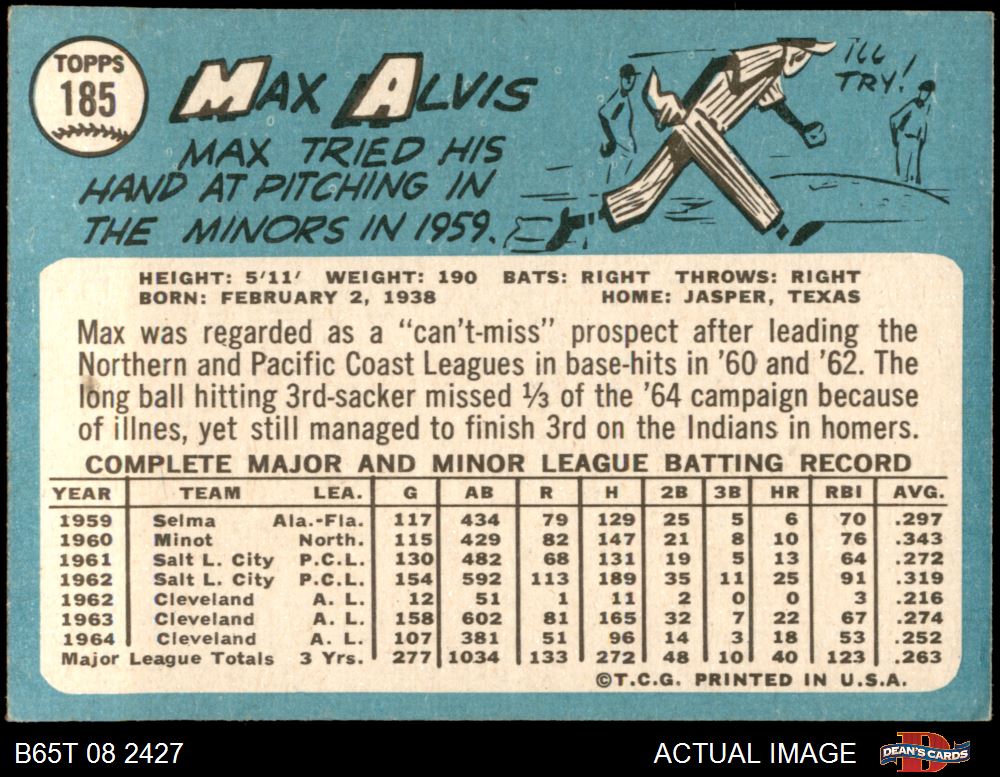 TOPPS
185
MAX ALVIS
MAX TRIED HIS
HAND AT PITCHING IN
THE MINORS IN 1959.
I'LL
TRY!
HEIGHT: 5'11' WEIGHT: 190 BATS: RIGHT THROWS: RIGHT
BORN: FEBRUARY 2, 1938 HOME: JASPER, TEXAS
Max was regarded as a "can't-miss" prospect after leading the
Northern and Pacific Coast Leagues in base-hits in '60 and '62. The
long ball hitting 3rd-sacker missed ⅓ of the '64 campaign because
of illnes, yet still managed to finish 3rd on the Indians in homers.
COMPLETE MAJOR AND MINOR LEAGUE BATTING RECORD
YEAR TEAM LEA. G AB R H 2B 3B HR RBI AVG.
1959 Selma Ala.-Fla. 117 434 79 129 25 5 6 70 .297
1960 Minot North. 115 429 82 147 21 8 10 76 .343
1961 Salt L. City P.C.L. 130 482 68 131 19 5 13 64 .272
1962 Salt L. City P.C.L. 154 592 113 189 35 11 25 91 .319
1962 Cleveland A. L. 12 51 1 11 2 0 0 3 .216
1963 Cleveland A. L. 158 602 81 165 32 7 22 67 .274
1964 Cleveland A. L. 107 381 51 96 14 3 18 53 .252
Major League Totals 3 Yrs. 277 1034 133 272 48 10 40 123 .263
©T.C.G. PRINTED IN U.S.A.
B65T 08 2427 ACTUAL IMAGE
D
DEAN'S CARDS